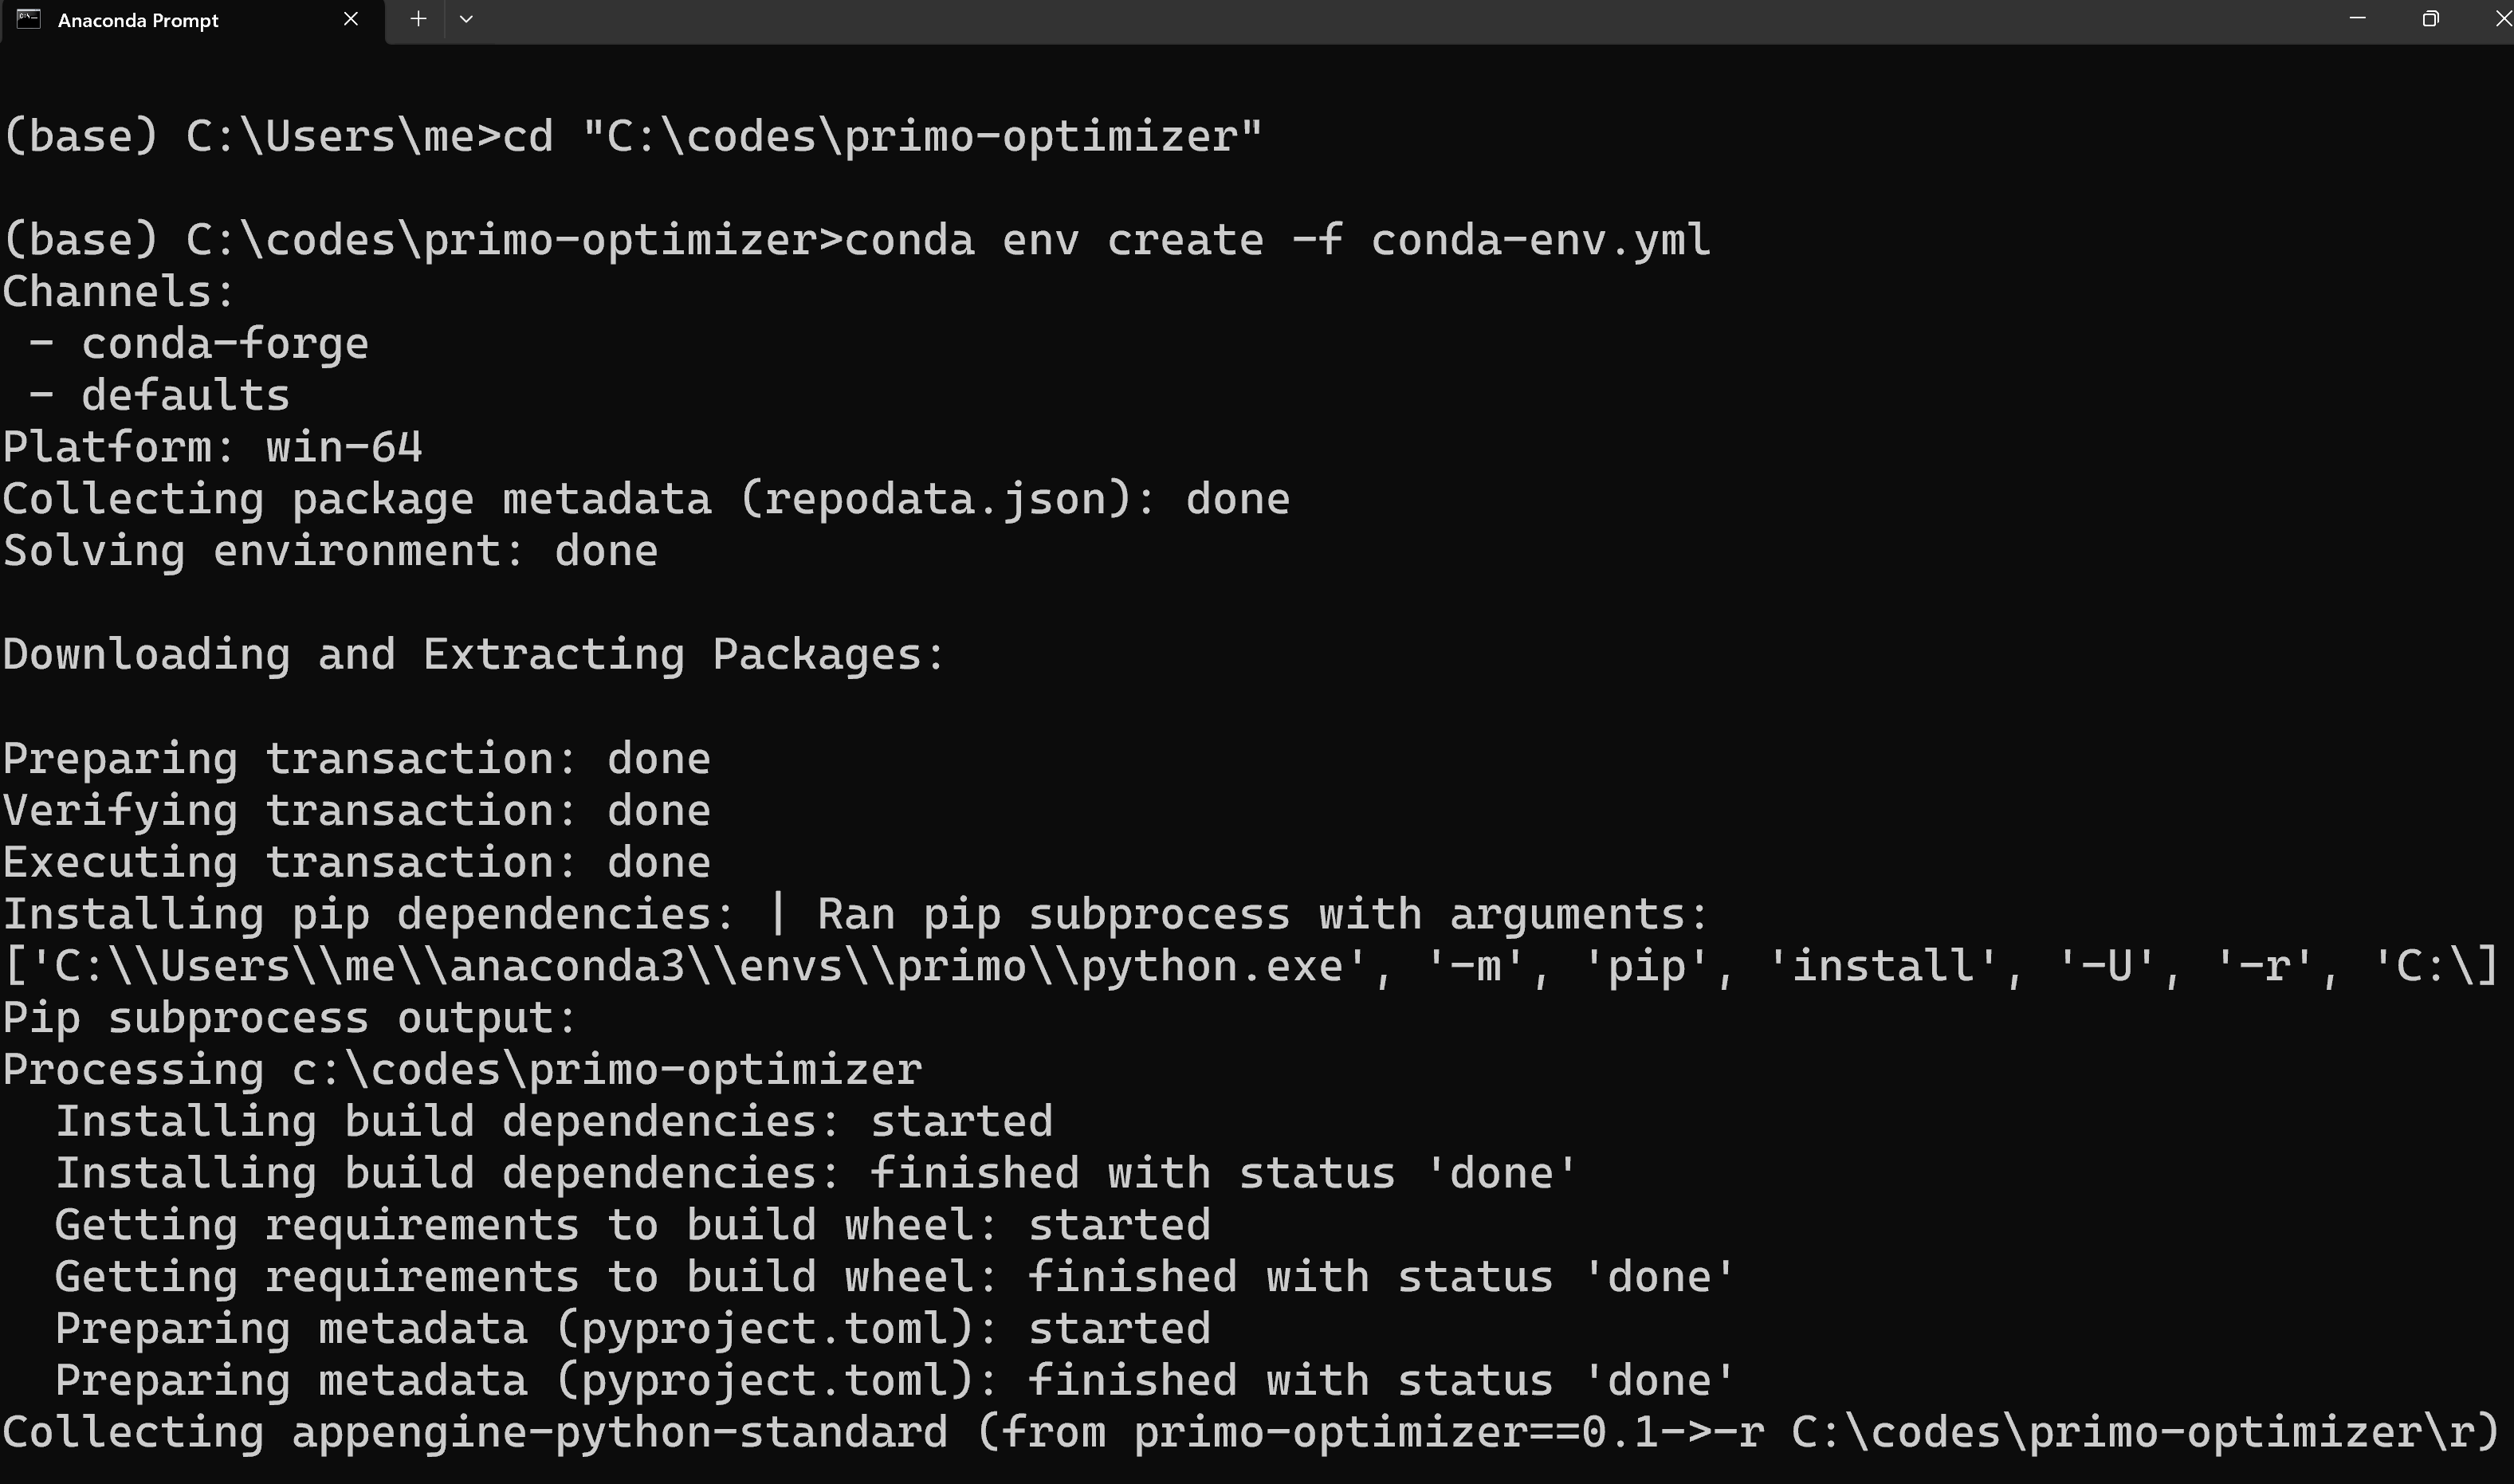 Anaconda Prompt
(base) C:\Users\me>cd "C:\codes\primo-optimizer"
(base) C:\codes\primo-optimizer>conda env create -f conda-env.yml
Channels:
 - conda-forge
 - defaults
Platform: win-64
Collecting package metadata (repodata.json): done
Solving environment: done
Downloading and Extracting Packages:
Preparing transaction: done
Verifying transaction: done
Executing transaction: done
Installing pip dependencies: | Ran pip subprocess with arguments:
['C:\\Users\\me\\anaconda3\\envs\\primo\\python.exe', '-m', 'pip', 'install', '-U', '-r', 'C:\]
Pip subprocess output:
Processing c:\codes\primo-optimizer
  Installing build dependencies: started
  Installing build dependencies: finished with status 'done'
  Getting requirements to build wheel: started
  Getting requirements to build wheel: finished with status 'done'
  Preparing metadata (pyproject.toml): started
  Preparing metadata (pyproject.toml): finished with status 'done'
Collecting appengine-python-standard (from primo-optimizer==0.1->-r C:\codes\primo-optimizer\r)